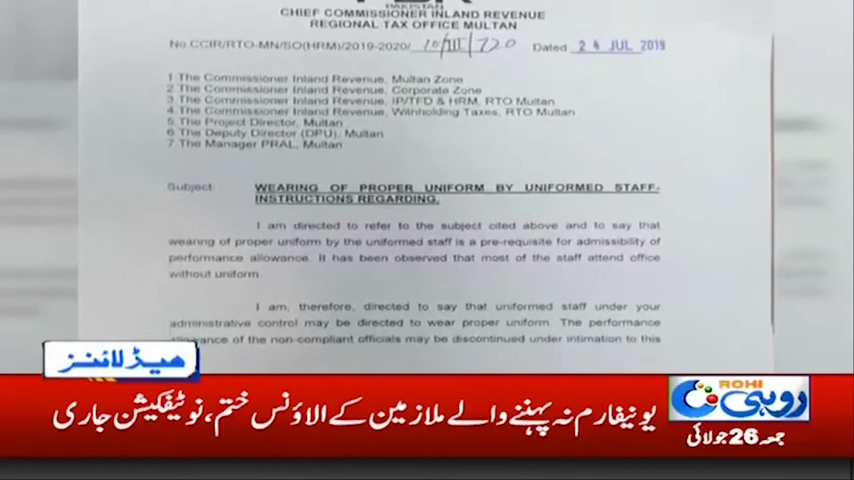 PAKISTAN
CHIEF COMMISSIONER INLAND REVENUE
REGIONAL TAX OFFICE MULTAN
No.CCIR/RTO-MN/SO(HRM)/2019-2020/ 10/III/720 Dated 24 JUL 2019
1 The Commissioner Inland Revenue, Multan Zone
2 The Commissioner Inland Revenue, Corporate Zone
3 The Commissioner Inland Revenue, IP/TFD & HRM, RTO Multan
4 The Commissioner Inland Revenue, Withholding Taxes, RTO Multan
5 The Project Director, Multan
6 The Deputy Director (DPU), Multan
7 The Manager PRAL, Multan
Subject: WEARING OF PROPER UNIFORM BY UNIFORMED STAFF-
INSTRUCTIONS REGARDING.
I am directed to refer to the subject cited above and to say that
wearing of proper uniform by the uniformed staff is a pre-requisite for admissibility of
performance allowance. It has been observed that most of the staff attend office
without uniform.
I am, therefore, directed to say that uniformed staff under your
administrative control may be directed to wear proper uniform. The performance
allowance of the non-compliant officials may be discontinued under intimation to this
ہیڈلائنز
یونیفارم نہ پہننے والے ملازمین کے الاؤنس ختم، نوٹیفکیشن جاری
ROHI
روہی
جمعہ 26 جولائی